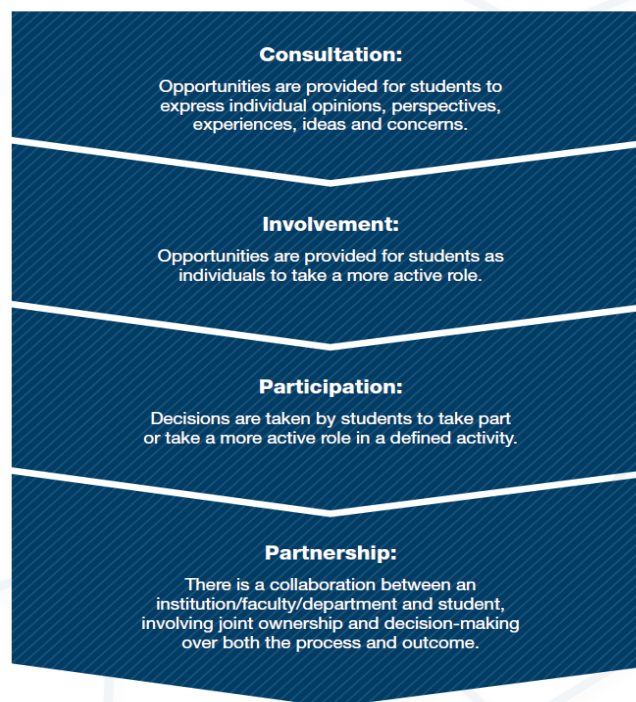 Consultation:
Opportunities are provided for students to
express individual opinions, perspectives,
experiences, ideas and concerns.
Involvement:
Opportunities are provided for students as
individuals to take a more active role.
Participation:
Decisions are taken by students to take part
or take a more active role in a defined activity.
Partnership:
There is a collaboration between an
institution/faculty/department and student,
involving joint ownership and decision-making
over both the process and outcome.